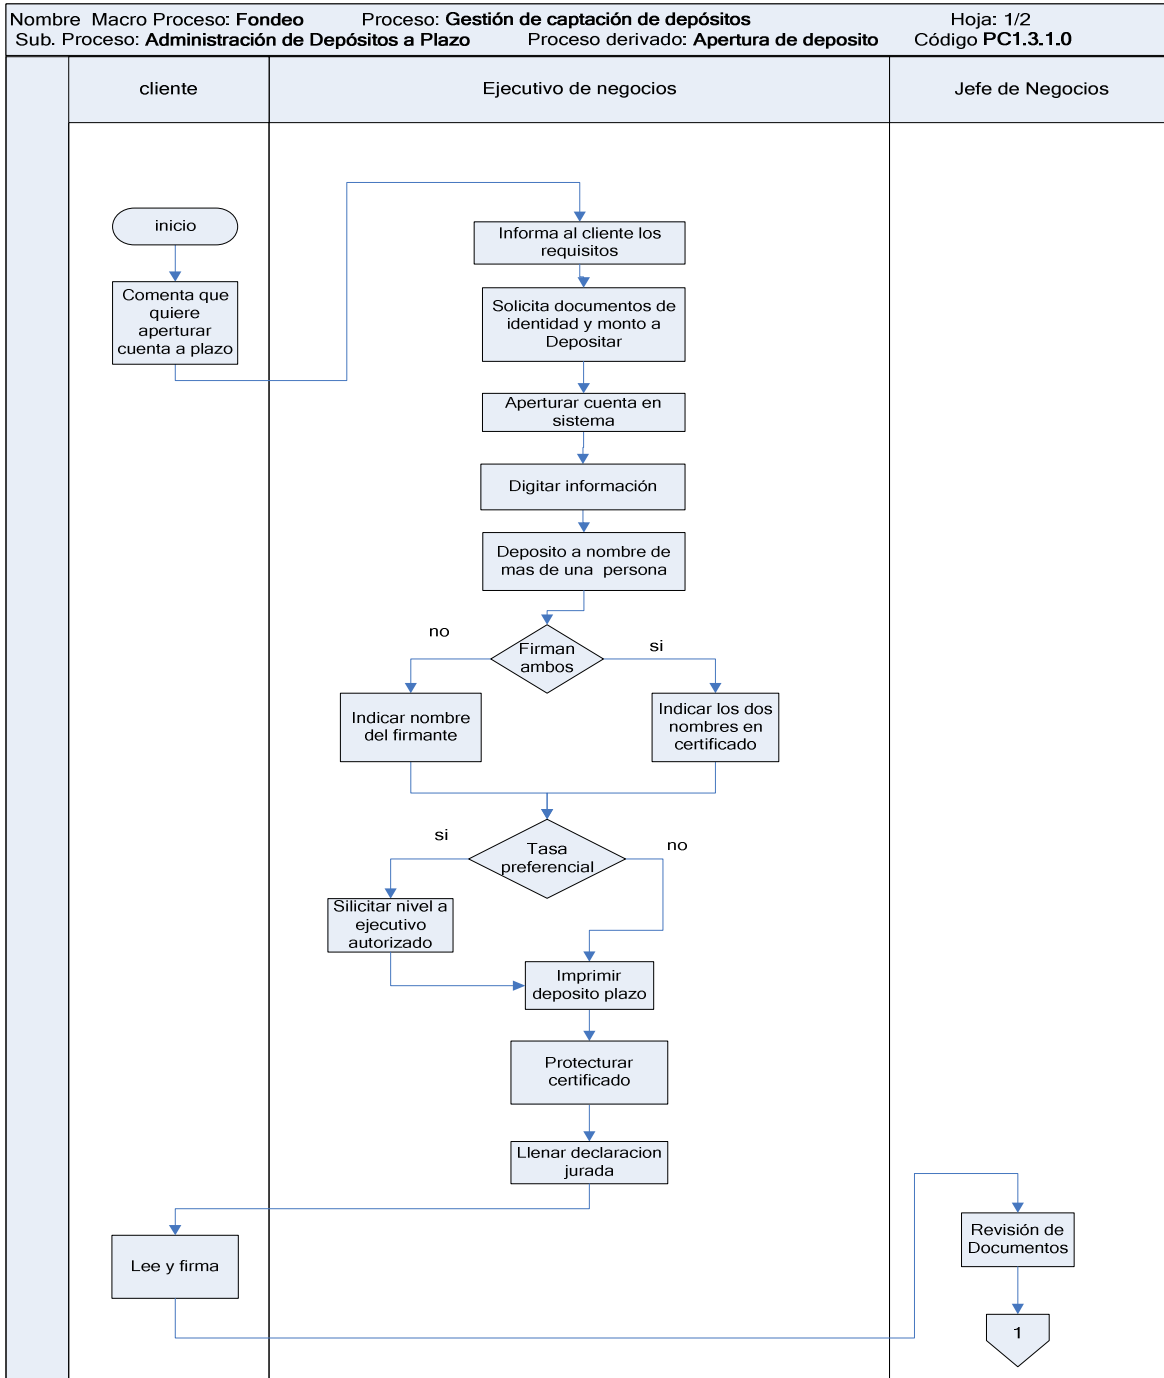 Nombre Macro Proceso: Fondeo Proceso: Gestión de captación de depósitos Hoja: 1/2
Sub. Proceso: Administración de Depósitos a Plazo Proceso derivado: Apertura de deposito Código PC1.3.1.0
cliente Ejecutivo de negocios Jefe de Negocios
inicio
Comenta que
quiere
aperturar
cuenta a plazo
Informa al cliente los
requisitos
Solicita documentos de
identidad y monto a
Depositar
Aperturar cuenta en
sistema
Digitar información
Deposito a nombre de
mas de una persona
Firman
ambos
no
si
Indicar nombre
del firmante
Indicar los dos
nombres en
certificado
Tasa
preferencial
si
no
Silicitar nivel a
ejecutivo
autorizado
Imprimir
deposito plazo
Protecturar
certificado
Llenar declaracion
jurada
Lee y firma
Revisión de
Documentos
1